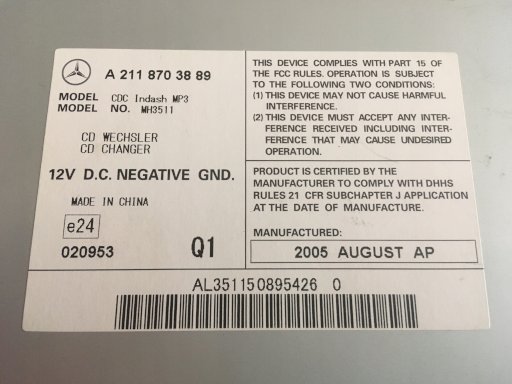 A 211 870 38 89
MODEL CDC Indash MP3
MODEL NO. MH3511
CD WECHSLER
CD CHANGER
12V D.C. NEGATIVE GND.
MADE IN CHINA
e24
020953 Q1
THIS DEVICE COMPLIES WITH PART 15 OF
THE FCC RULES. OPERATION IS SUBJECT
TO THE FOLLOWING TWO CONDITIONS:
(1) THIS DEVICE MAY NOT CAUSE HARMFUL
INTERFERENCE.
(2) THIS DEVICE MUST ACCEPT ANY INTER-
FERENCE RECEIVED INCLUDING INTER-
FERENCE THAT MAY CAUSE UNDESIRED
OPERATION.
PRODUCT IS CERTIFIED BY THE
MANUFACTURER TO COMPLY WITH DHHS
RULES 21 CFR SUBCHAPTER J APPLICATION
AT THE DATE OF MANUFACTURE.
MANUFACTURED:
2005 AUGUST AP
AL351150895426 0